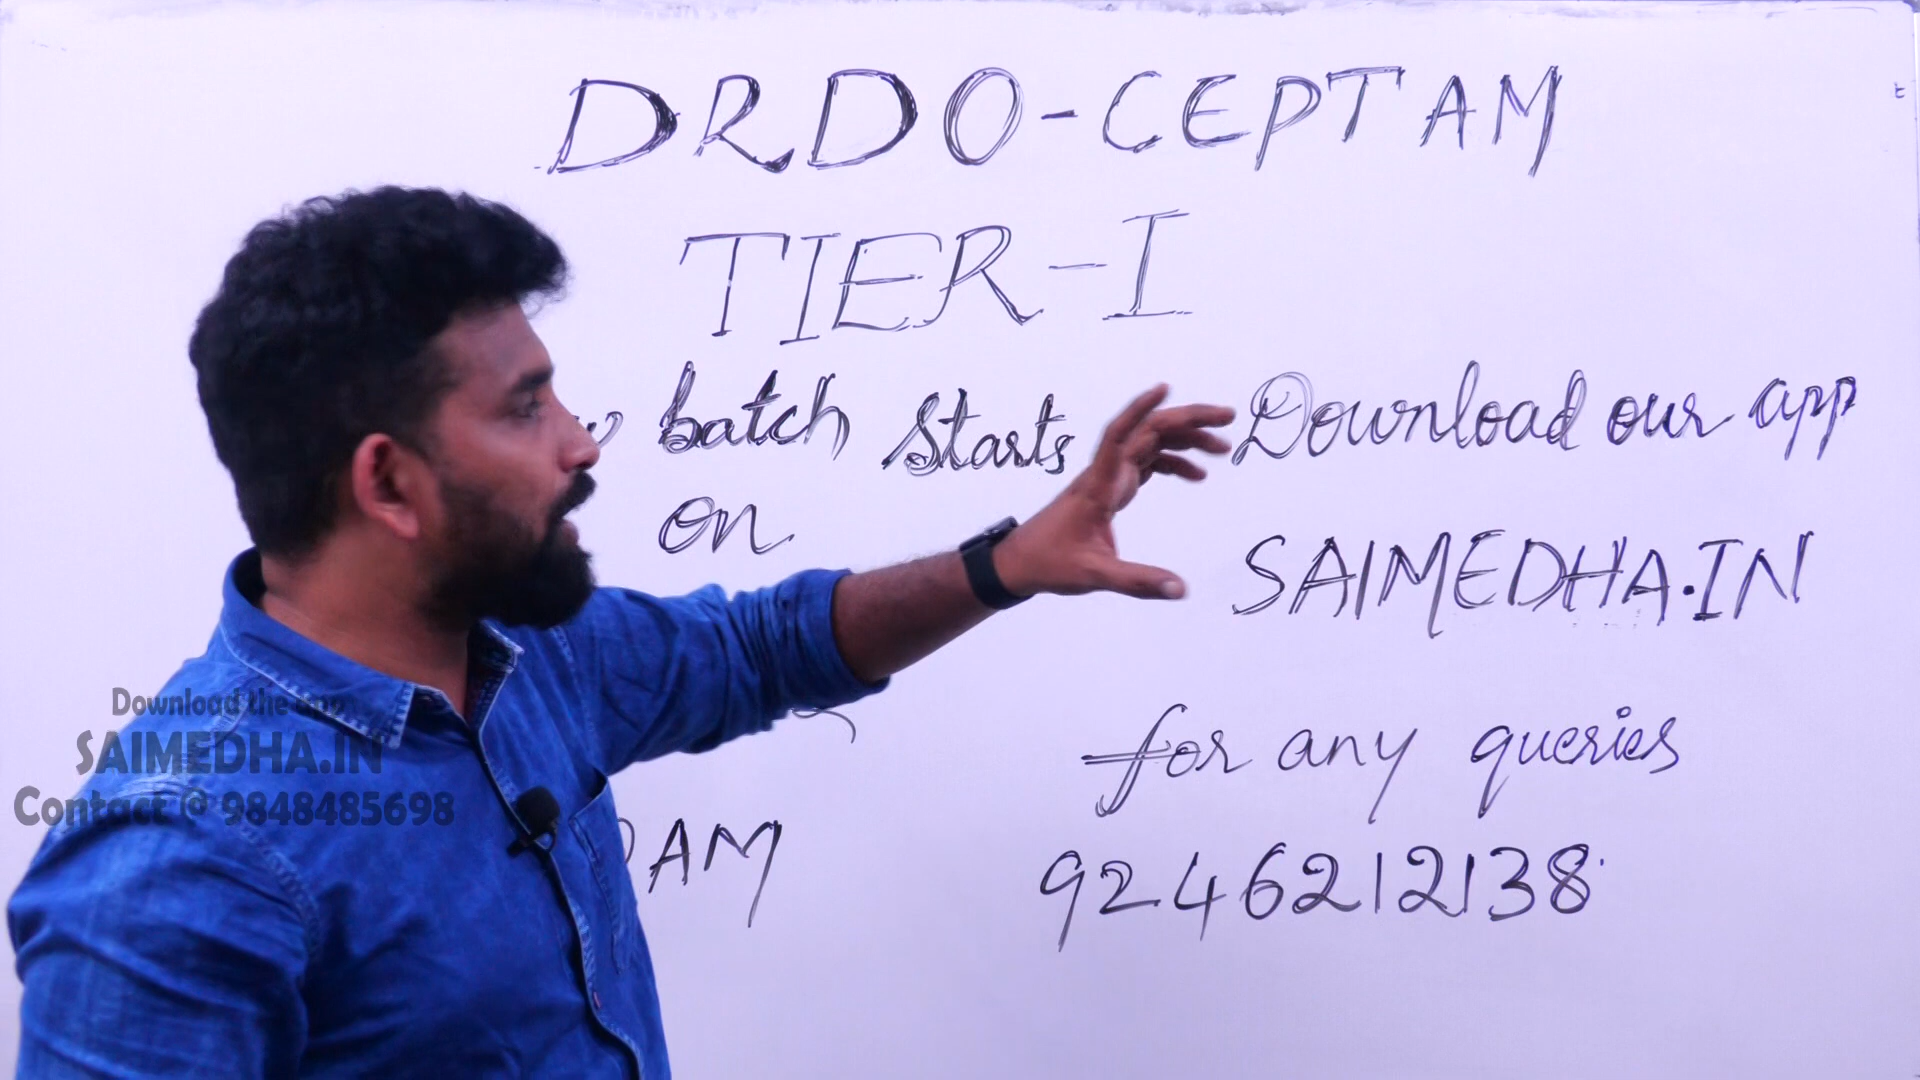 DRDO-CEPTAM
TIER-I
batch starts
on
AM
Download our app
SAIMEDHA.IN
for any queries
9246212138
Download the app
SAIMEDHA.IN
Contact @ 9848485698